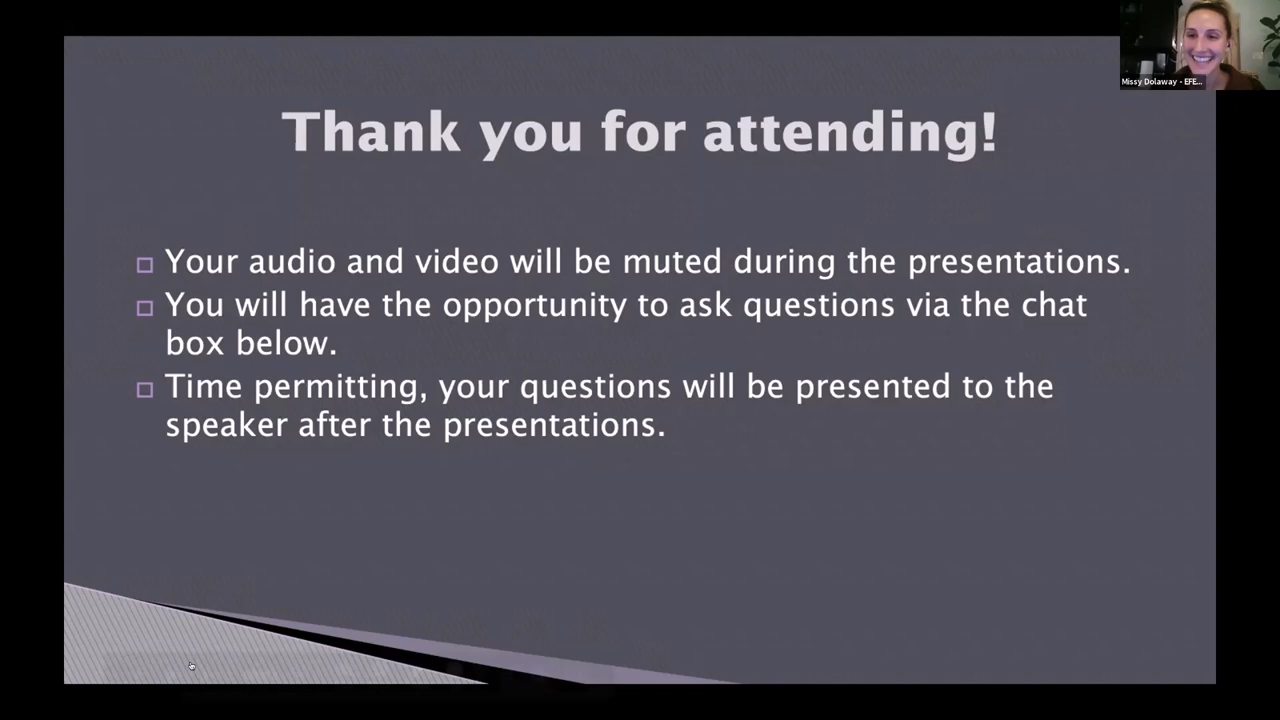 Missy Dolaway - EFE...
Thank you for attending!
Your audio and video will be muted during the presentations.
You will have the opportunity to ask questions via the chat
box below.
Time permitting, your questions will be presented to the
speaker after the presentations.